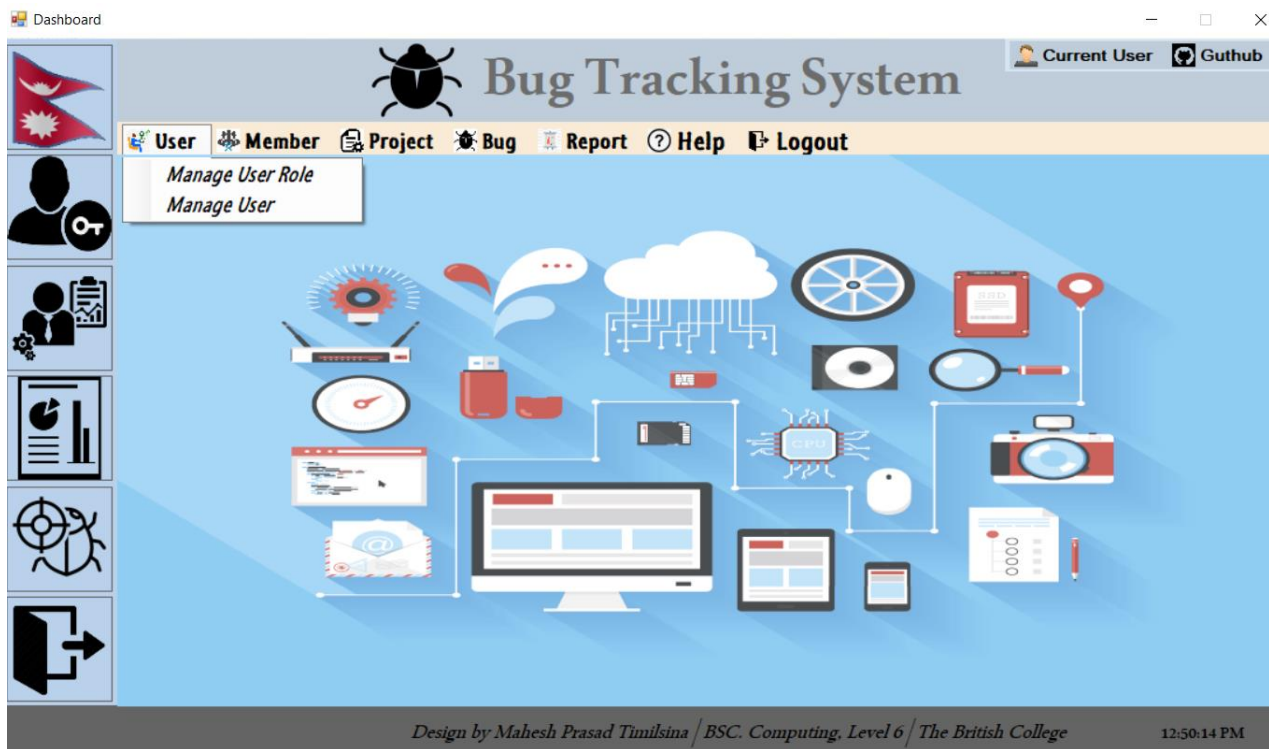 Dashboard
Bug Tracking System
Current User Guthub
User Member Project Bug Report Help Logout
Manage User Role
Manage User
SSD
CPU
@
Design by Mahesh Prasad Timilsina / BSC. Computing, Level 6 / The British College
12:50:14 PM